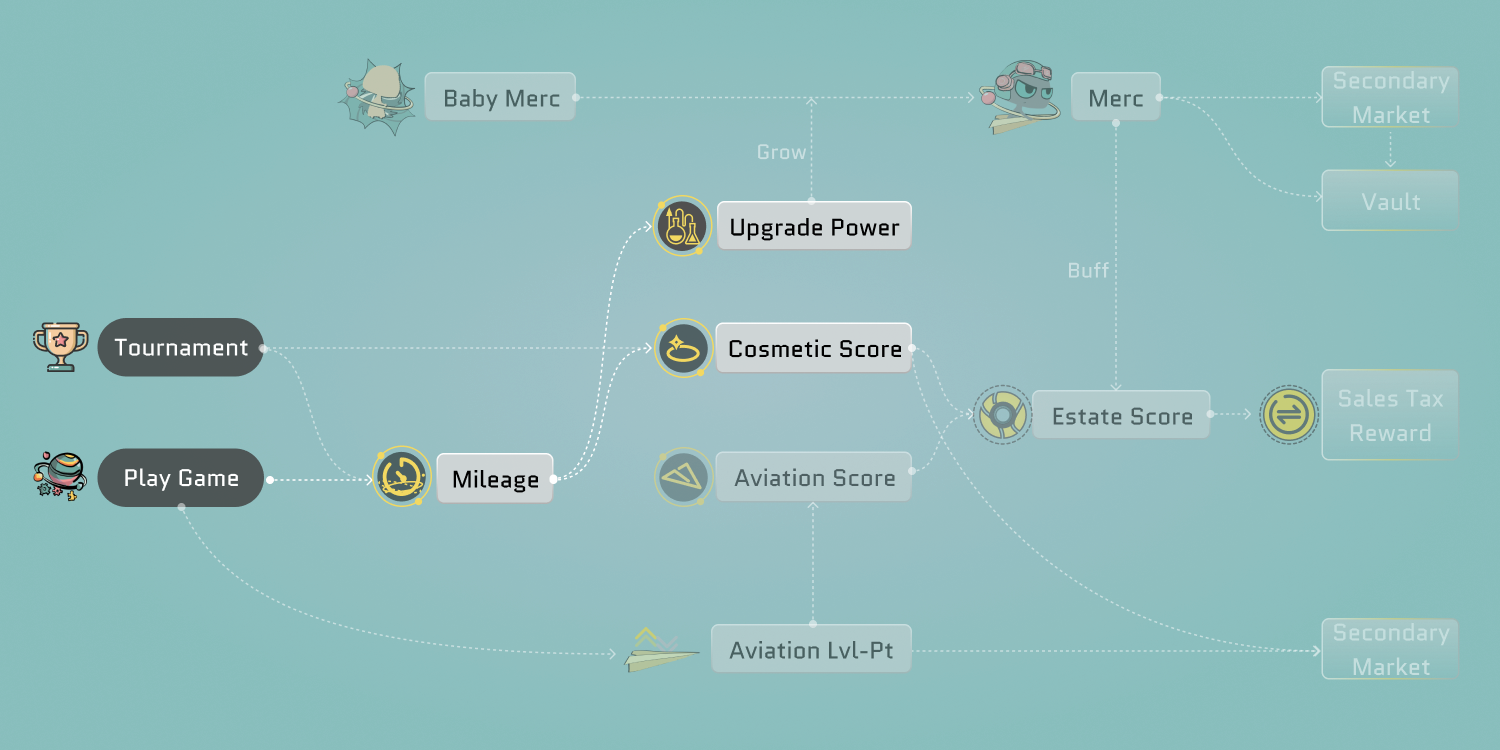 Baby Merc
Merc
Secondary
Market
Grow
Vault
Upgrade Power
Buff
Tournament
Cosmetic Score
Estate Score
Sales Tax
Reward
Play Game
Mileage
Aviation Score
Aviation Lvl-Pt
Secondary
Market